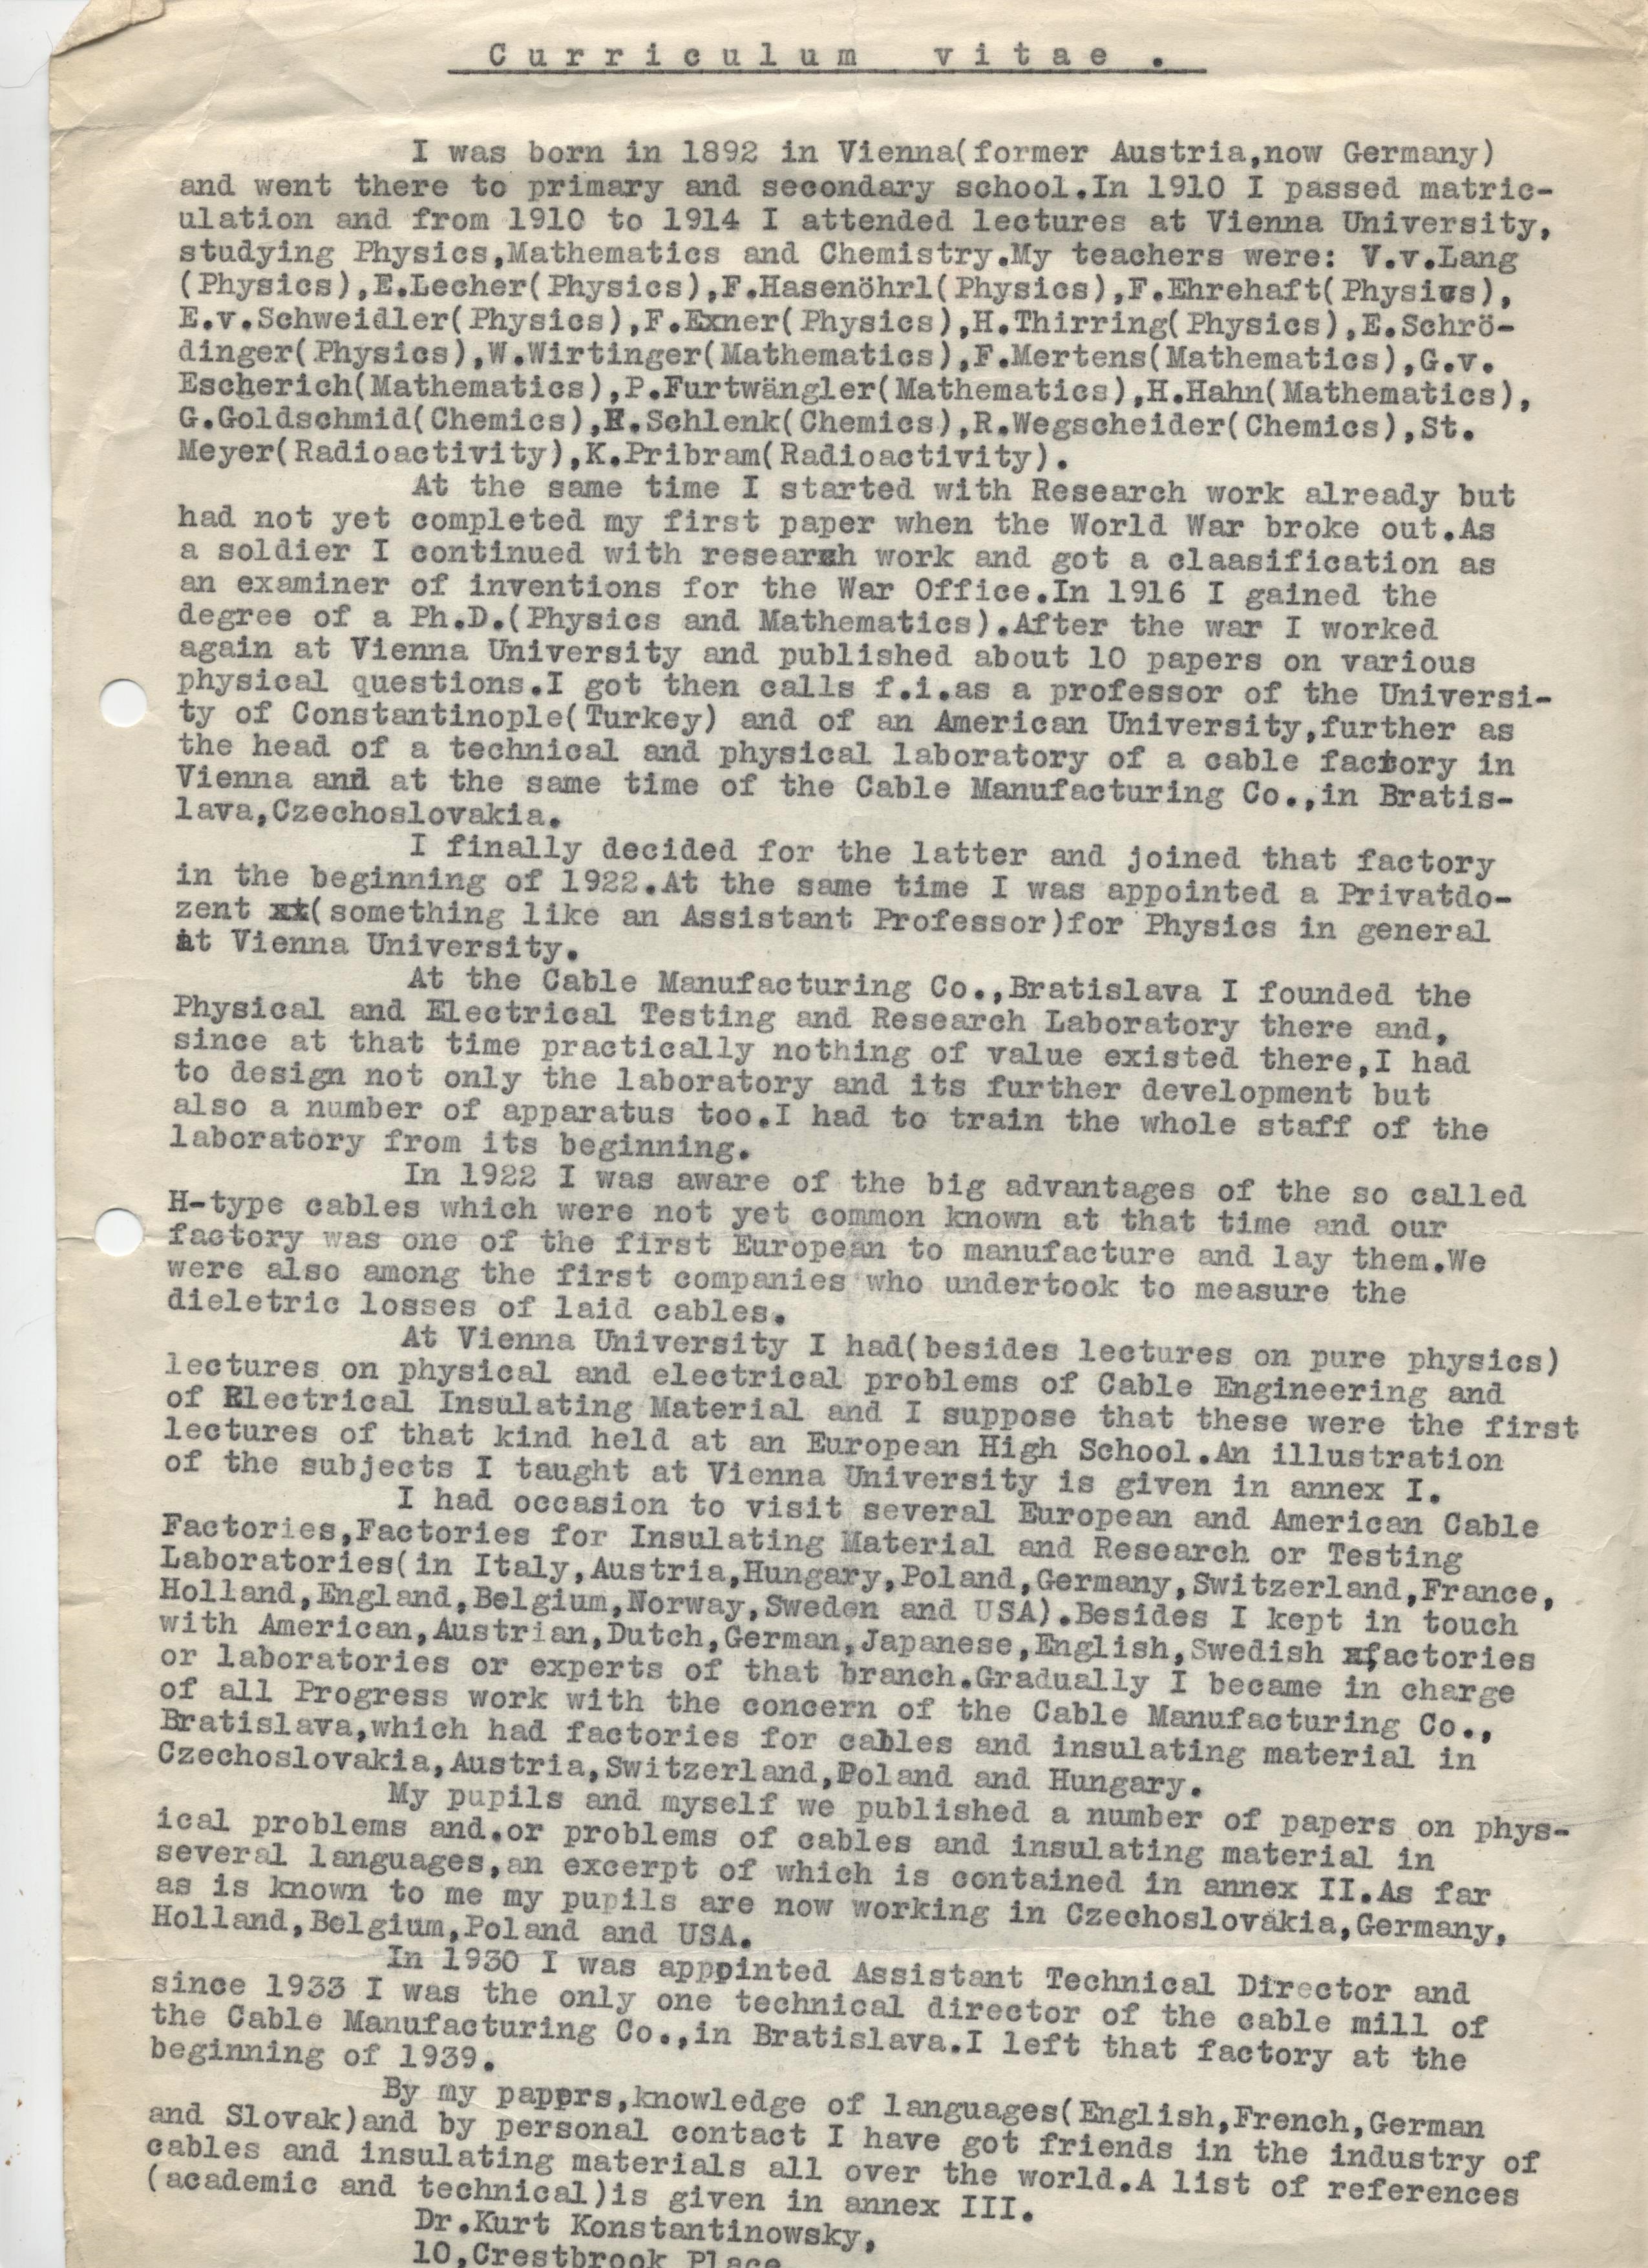 C u r r i c u l u m   v i t a e .
I was born in 1892 in Vienna(former Austria,now Germany)
and went there to primary and secondary school.In 1910 I passed matric-
ulation and from 1910 to 1914 I attended lectures at Vienna University,
studying Physics,Mathematics and Chemistry.My teachers were: V.v.Lang
(Physics),E.Lecher(Physics),F.Hasenöhrl(Physics),F.Ehrehaft(Physics),
E.v.Schweidler(Physics),F.Exner(Physics),H.Thirring(Physics),E.Schrö-
dinger(Physics),W.Wirtinger(Mathematics),F.Mertens(Mathematics),G.v.
Escherich(Mathematics),P.Furtwängler(Mathematics),H.Hahn(Mathematics),
G.Goldschmid(Chemics),H.Schlenk(Chemics),R.Wegscheider(Chemics),St.
Meyer(Radioactivity),K.Pribram(Radioactivity).
At the same time I started with Research work already but
had not yet completed my first paper when the World War broke out.As
a soldier I continued with research work and got a claasification as
an examiner of inventions for the War Office.In 1916 I gained the
degree of a Ph.D.(Physics and Mathematics).After the war I worked
again at Vienna University and published about 10 papers on various
physical questions.I got then calls f.i.as a professor of the Universi-
ty of Constantinople(Turkey) and of an American University,further as
the head of a technical and physical laboratory of a cable factory in
Vienna and at the same time of the Cable Manufacturing Co.,in Bratis-
lava,Czechoslovakia.
I finally decided for the latter and joined that factory
in the beginning of 1922.At the same time I was appointed a Privatdo-
zent xt(something like an Assistant Professor)for Physics in general
at Vienna University.
At the Cable Manufacturing Co.,Bratislava I founded the
Physical and Electrical Testing and Research Laboratory there and,
since at that time practically nothing of value existed there,I had
to design not only the laboratory and its further development but
also a number of apparatus too.I had to train the whole staff of the
laboratory from its beginning.
In 1922 I was aware of the big advantages of the so called
H-type cables which were not yet common known at that time and our
factory was one of the first European to manufacture and lay them.We
were also among the first companies who undertook to measure the
dieletric losses of laid cables.
At Vienna University I had(besides lectures on pure physics)
lectures on physical and electrical problems of Cable Engineering and
of Electrical Insulating Material and I suppose that these were the first
lectures of that kind held at an European High School.An illustration
of the subjects I taught at Vienna University is given in annex I.
I had occasion to visit several European and American Cable
Factories,Factories for Insulating Material and Research or Testing
Laboratories(in Italy,Austria,Hungary,Poland,Germany,Switzerland,France,
Holland,England,Belgium,Norway,Sweden and USA).Besides I kept in touch
with American,Austrian,Dutch,German,Japanese,English,Swedish factories
or laboratories or experts of that branch.Gradually I became in charge
of all Progress work with the concern of the Cable Manufacturing Co.,
Bratislava,which had factories for cables and insulating material in
Czechoslovakia,Austria,Switzerland,Poland and Hungary.
My pupils and myself we published a number of papers on phys-
ical problems and.or problems of cables and insulating material in
several languages,an excerpt of which is contained in annex II.As far
as is known to me my pupils are now working in Czechoslovakia,Germany,
Holland,Belgium,Poland and USA.
In 1930 I was appointed Assistant Technical Director and
since 1933 I was the only one technical director of the cable mill of
the Cable Manufacturing Co.,in Bratislava.I left that factory at the
beginning of 1939.
By my papers,knowledge of languages(English,French,German
and Slovak)and by personal contact I have got friends in the industry of
cables and insulating materials all over the world.A list of references
(academic and technical)is given in annex III.
Dr.Kurt Konstantinowsky,
10,Crestbrook Place